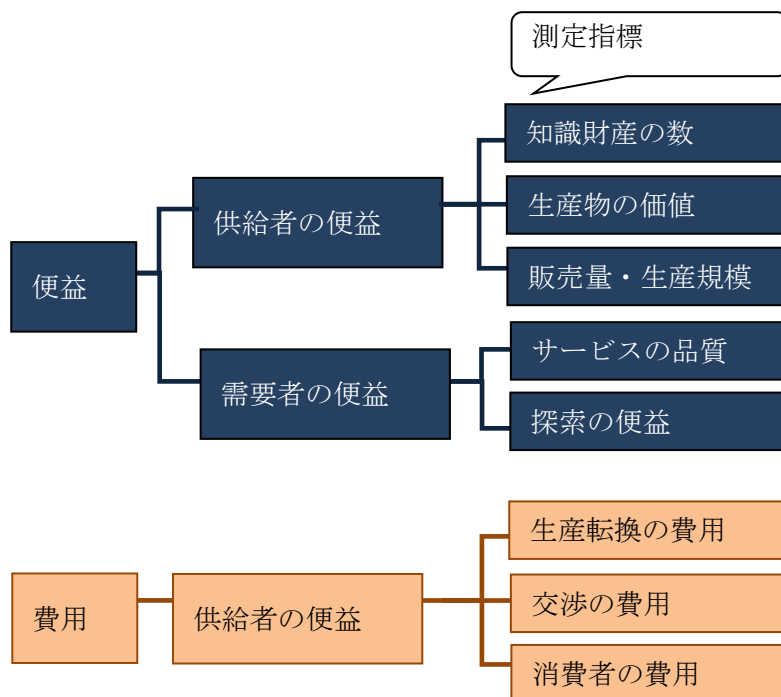 測定指標
知識財産の数
供給者の便益
生産物の価値
便益
販売量・生産規模
サービスの品質
需要者の便益
探索の便益
生産転換の費用
費用
供給者の便益
交渉の費用
消費者の費用